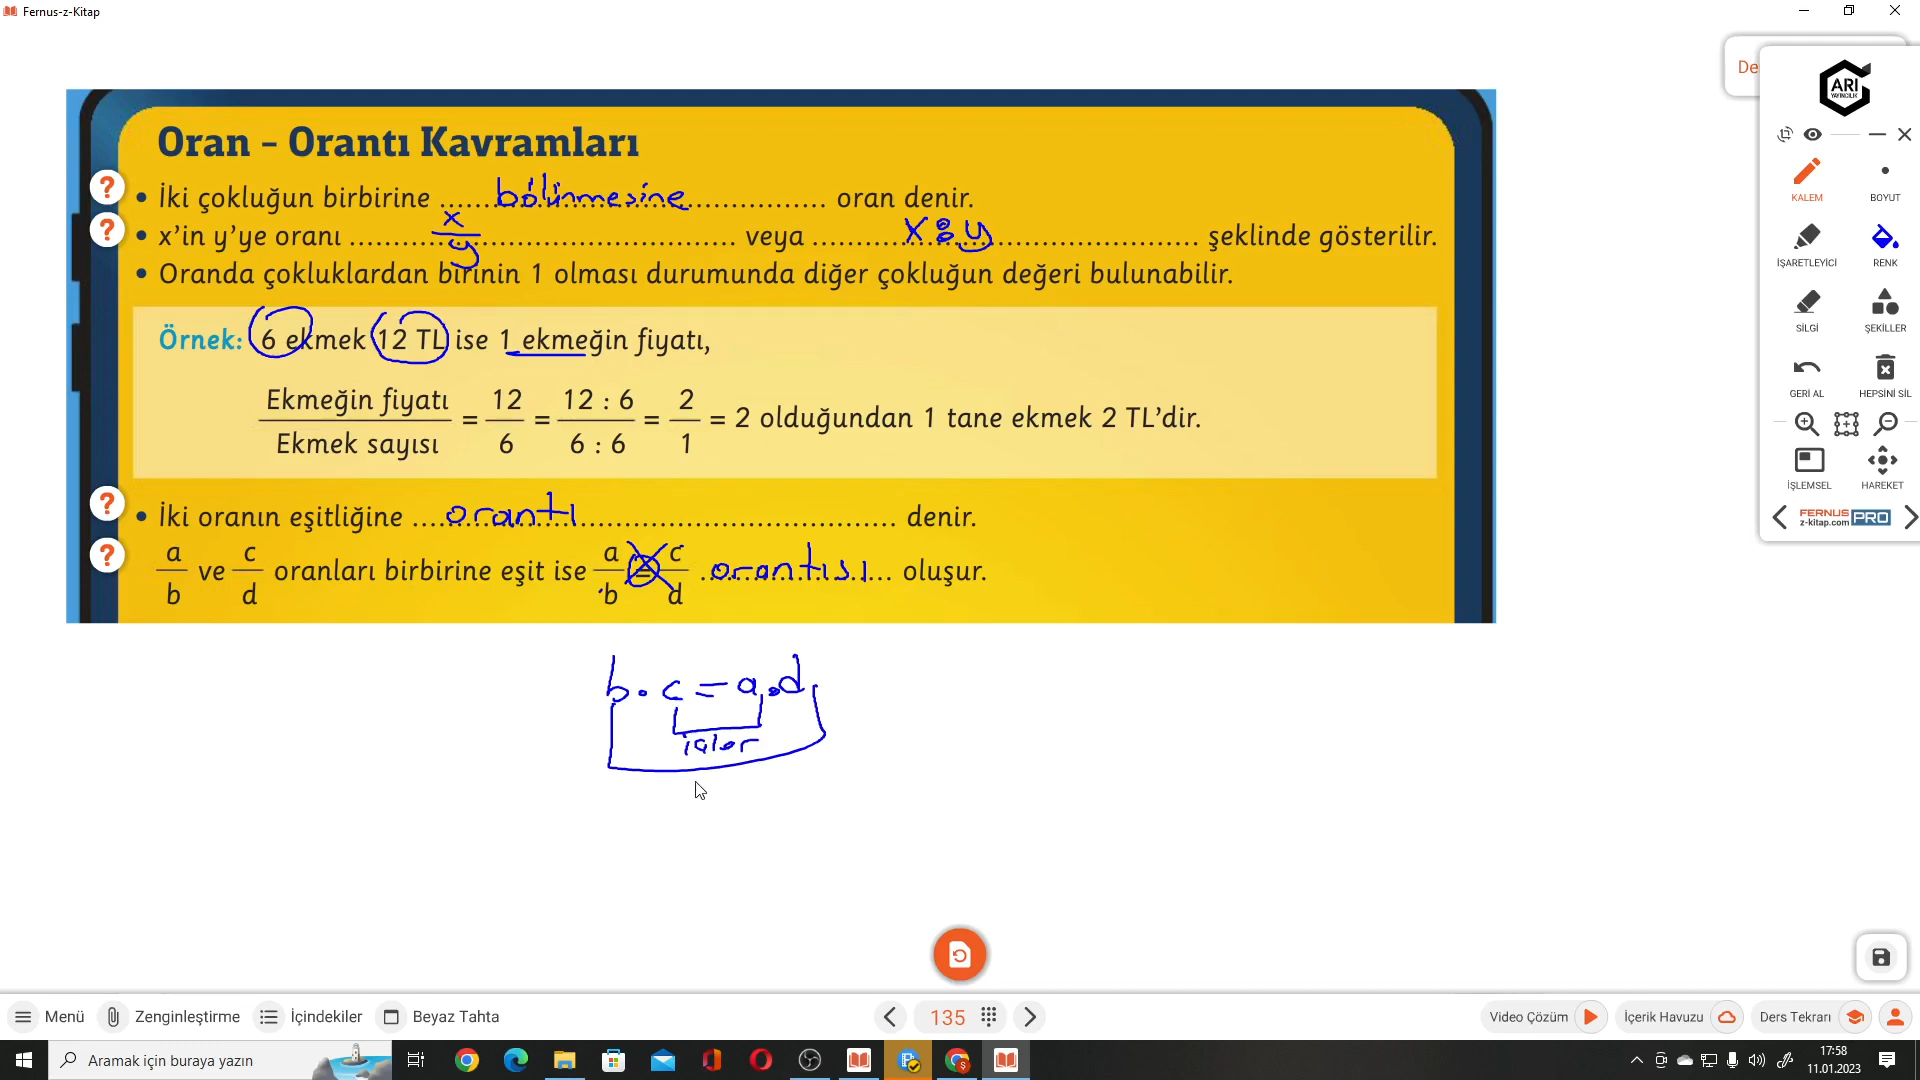 Fernus-z-Kitap
De
ARI
YAYINCILIK
Oran – Orantı Kavramları
? • İki çokluğun birbirine ..... bölünmesine ..... oran denir.
? • x'in y'ye oranı ..... x/y ..... veya ..... x : y ..... şeklinde gösterilir.
• Oranda çokluklardan birinin 1 olması durumunda diğer çokluğun değeri bulunabilir.
Örnek: 6 ekmek 12 TL ise 1 ekmeğin fiyatı,
Ekmeğin fiyatı / Ekmek sayısı = 12/6 = 12 : 6 / 6 : 6 = 2/1 = 2 olduğundan 1 tane ekmek 2 TL'dir.
? • İki oranın eşitliğine ..... orantı ..... denir.
? a/b ve c/d oranları birbirine eşit ise a/b = c/d ..... orantısı ..... oluşur.
b . c = a . d
içler
KALEM BOYUT
İŞARETLEYİCİ RENK
SİLGİ ŞEKİLLER
GERİ AL HEPSİNİ SİL
İŞLEMSEL HAREKET
FERNUS
z-kitap.com PRO
Menü Zenginleştirme İçindekiler Beyaz Tahta 135 Video Çözüm İçerik Havuzu Ders Tekrarı
Aramak için buraya yazın
17:58
11.01.2023